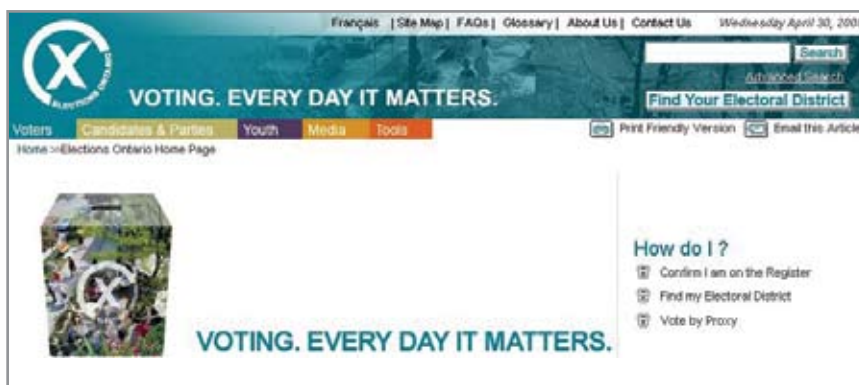 Français | Site Map | FAQs | Glossary | About Us | Contact Us Wednesday April 30, 200
Search
Advanced Search
ELECTIONS ONTARIO
VOTING. EVERY DAY IT MATTERS.
Find Your Electoral District
Voters Candidates & Parties Youth Media Tools Print Friendly Version Email this Article
Home >>Elections Ontario Home Page
How do I ?
Confirm I am on the Register
Find my Electoral District
Vote by Proxy
VOTING. EVERY DAY IT MATTERS.